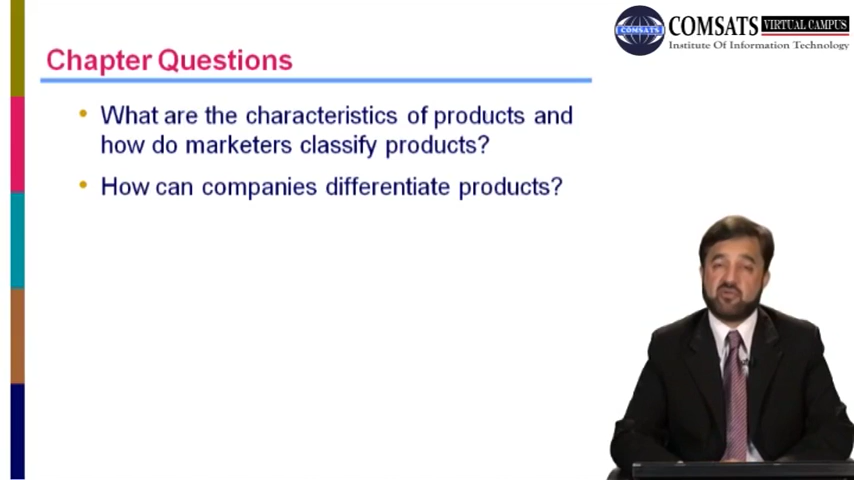 COMSATS VIRTUAL CAMPUS
COMSATS
Institute Of Information Technology
Chapter Questions
• What are the characteristics of products and
how do marketers classify products?
• How can companies differentiate products?